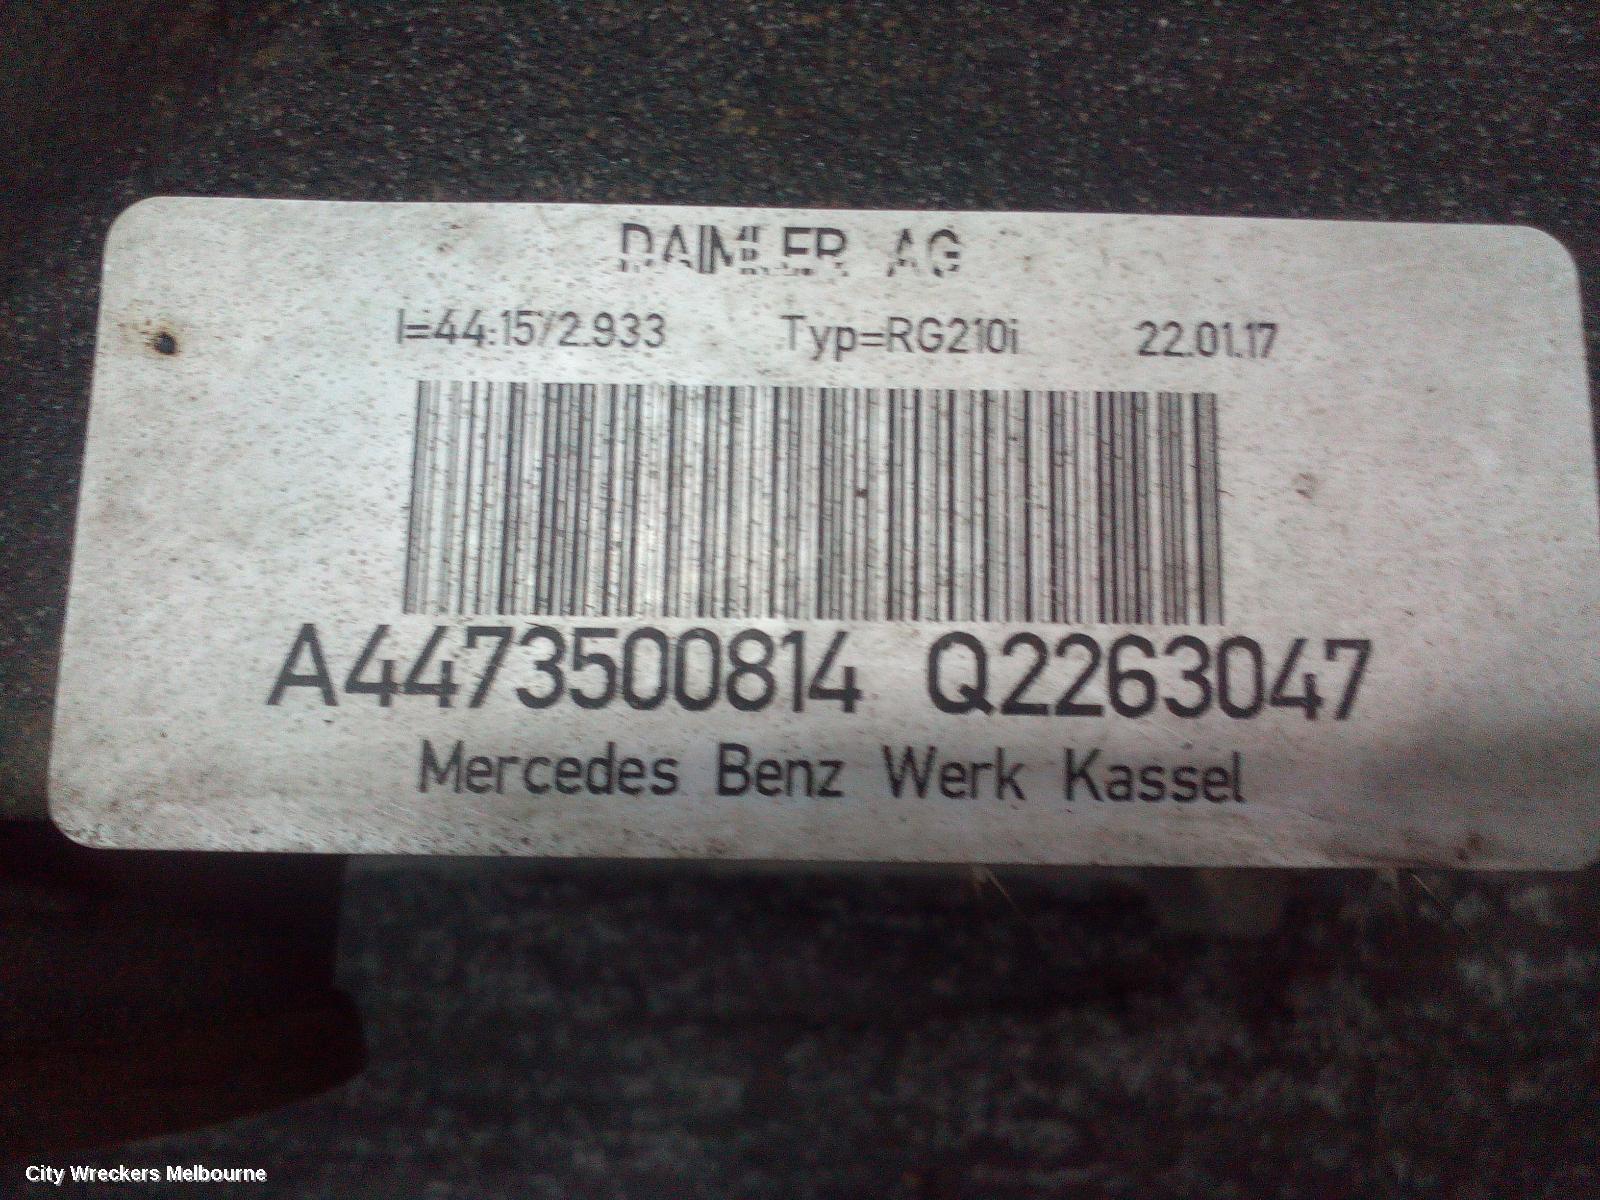 DAIMLER AG
I=44:15/2.933 Typ=RG210i 22.01.17
A4473500814 Q2263047
Mercedes Benz Werk Kassel
City Wreckers Melbourne